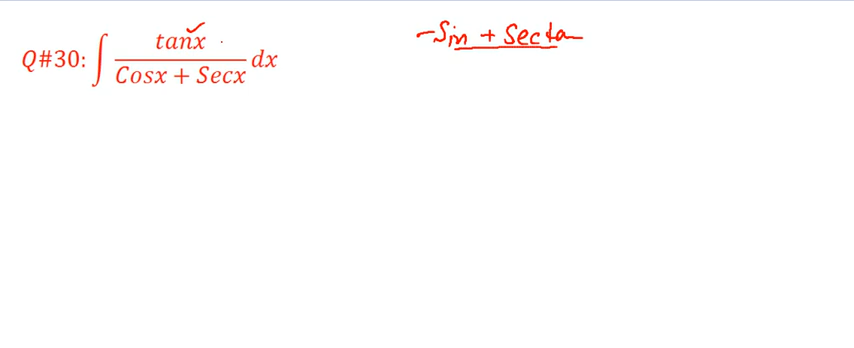 Q#30: ∫ tanx / (Cosx + Secx) dx
-Sin + Sec tan